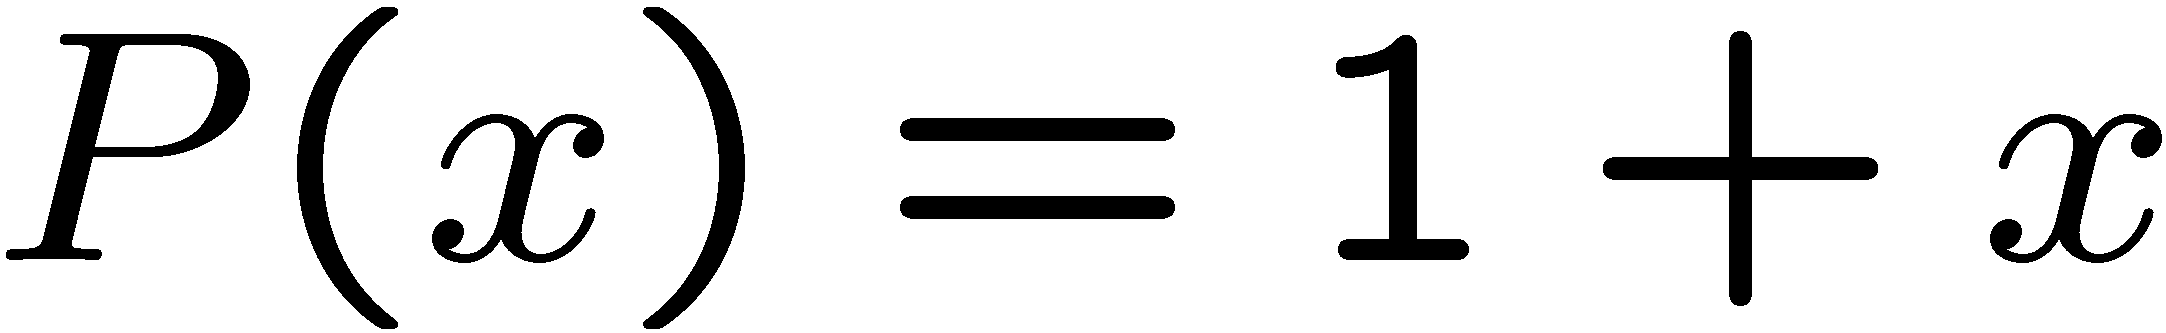 P(x) = 1 + x